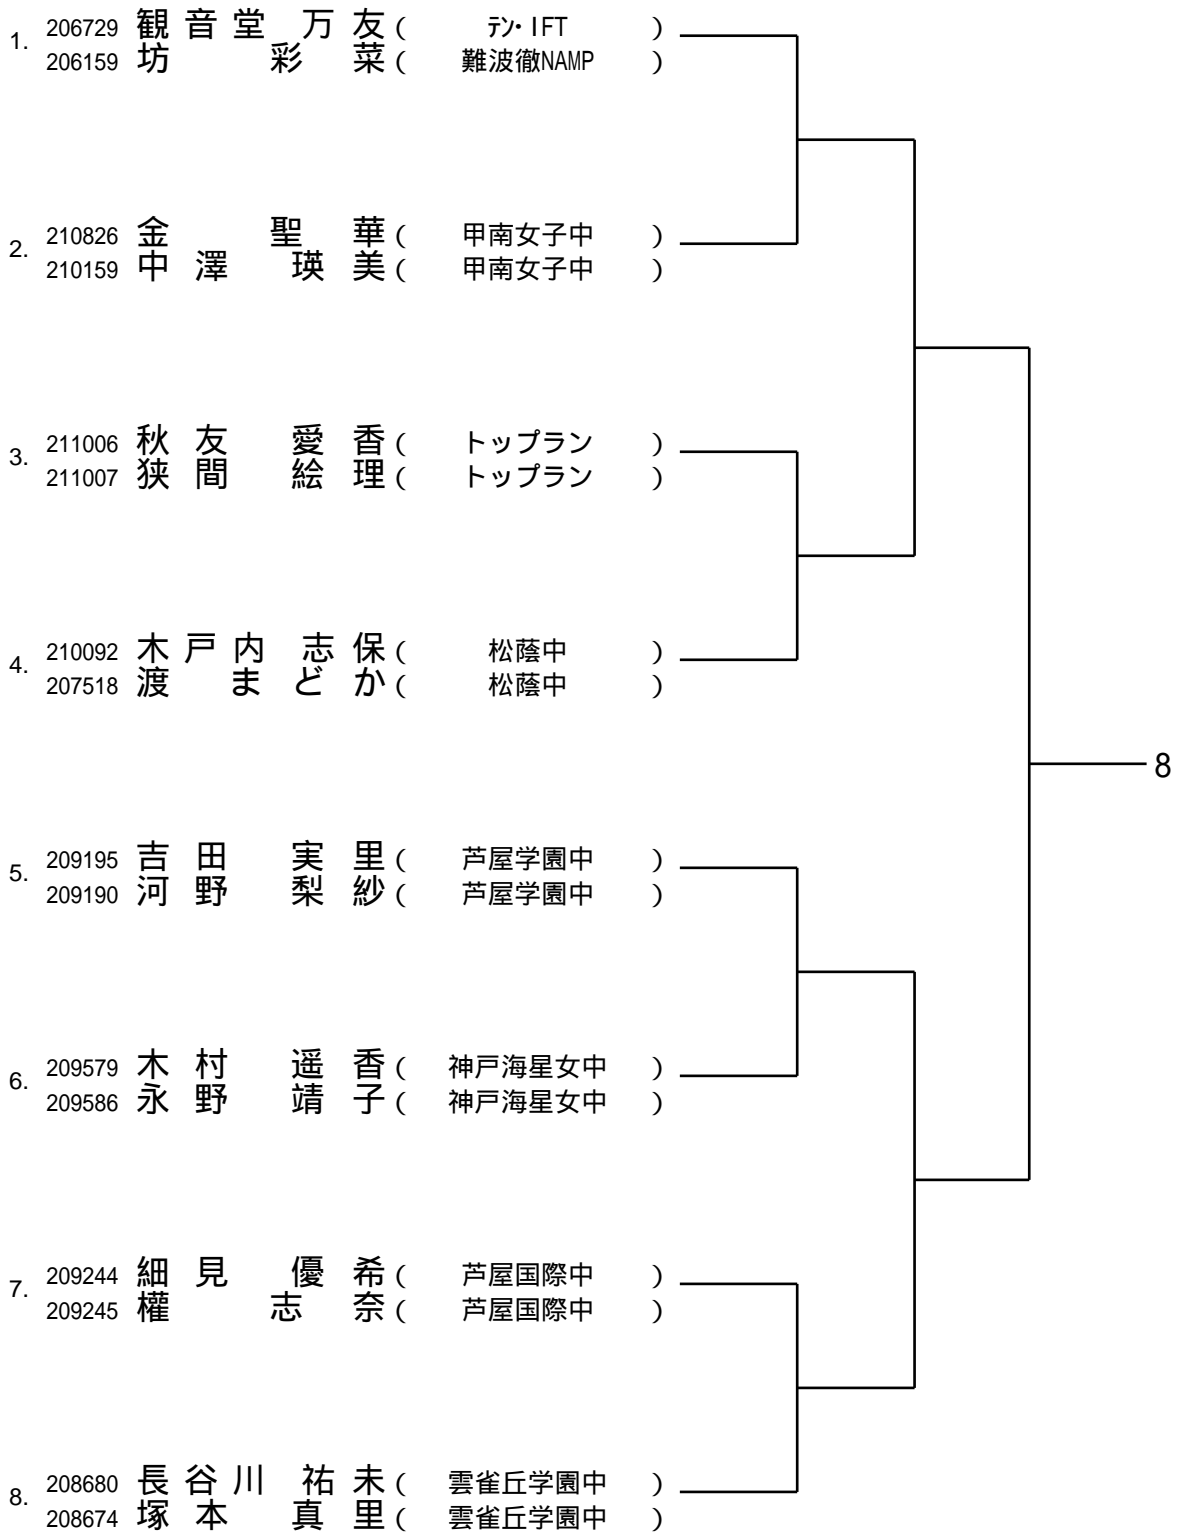 1. 206729 観音堂 万友 ( テン・IFT )
206159 坊 彩菜 ( 難波徹NAMP )
2. 210826 金 聖華 ( 甲南女子中 )
210159 中澤 瑛美 ( 甲南女子中 )
3. 211006 秋友 愛香 ( トップラン )
211007 狭間 絵理 ( トップラン )
4. 210092 木戸内 志保 ( 松蔭中 )
207518 渡 まどか ( 松蔭中 )
8
5. 209195 吉田 実里 ( 芦屋学園中 )
209190 河野 梨紗 ( 芦屋学園中 )
6. 209579 木村 遥香 ( 神戸海星女中 )
209586 永野 靖子 ( 神戸海星女中 )
7. 209244 細見 優希 ( 芦屋国際中 )
209245 權 志奈 ( 芦屋国際中 )
8. 208680 長谷川 祐未 ( 雲雀丘学園中 )
208674 塚本 真里 ( 雲雀丘学園中 )